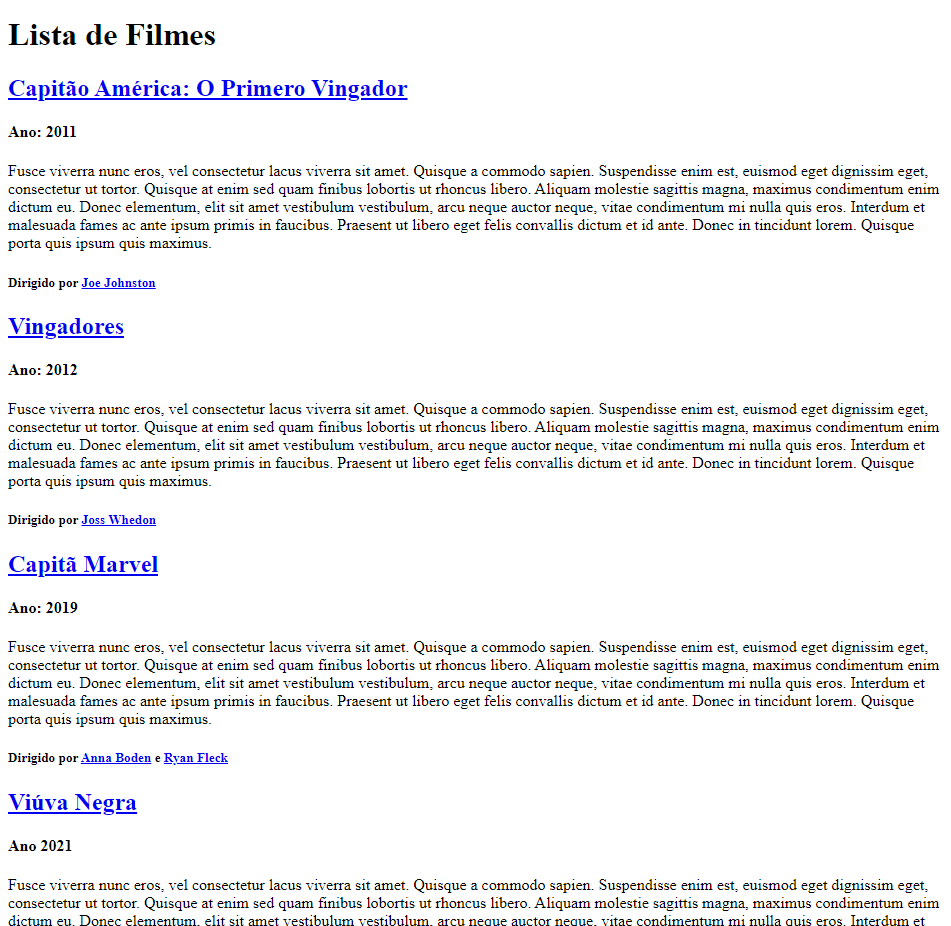 Lista de Filmes
Capitão América: O Primero Vingador
Ano: 2011
Fusce viverra nunc eros, vel consectetur lacus viverra sit amet. Quisque a commodo sapien. Suspendisse enim est, euismod eget dignissim eget,
consectetur ut tortor. Quisque at enim sed quam finibus lobortis ut rhoncus libero. Aliquam molestie sagittis magna, maximus condimentum enim
dictum eu. Donec elementum, elit sit amet vestibulum vestibulum, arcu neque auctor neque, vitae condimentum mi nulla quis eros. Interdum et
malesuada fames ac ante ipsum primis in faucibus. Praesent ut libero eget felis convallis dictum et id ante. Donec in tincidunt lorem. Quisque
porta quis ipsum quis maximus.
Dirigido por Joe Johnston
Vingadores
Ano: 2012
Fusce viverra nunc eros, vel consectetur lacus viverra sit amet. Quisque a commodo sapien. Suspendisse enim est, euismod eget dignissim eget,
consectetur ut tortor. Quisque at enim sed quam finibus lobortis ut rhoncus libero. Aliquam molestie sagittis magna, maximus condimentum enim
dictum eu. Donec elementum, elit sit amet vestibulum vestibulum, arcu neque auctor neque, vitae condimentum mi nulla quis eros. Interdum et
malesuada fames ac ante ipsum primis in faucibus. Praesent ut libero eget felis convallis dictum et id ante. Donec in tincidunt lorem. Quisque
porta quis ipsum quis maximus.
Dirigido por Joss Whedon
Capitã Marvel
Ano: 2019
Fusce viverra nunc eros, vel consectetur lacus viverra sit amet. Quisque a commodo sapien. Suspendisse enim est, euismod eget dignissim eget,
consectetur ut tortor. Quisque at enim sed quam finibus lobortis ut rhoncus libero. Aliquam molestie sagittis magna, maximus condimentum enim
dictum eu. Donec elementum, elit sit amet vestibulum vestibulum, arcu neque auctor neque, vitae condimentum mi nulla quis eros. Interdum et
malesuada fames ac ante ipsum primis in faucibus. Praesent ut libero eget felis convallis dictum et id ante. Donec in tincidunt lorem. Quisque
porta quis ipsum quis maximus.
Dirigido por Anna Boden e Ryan Fleck
Viúva Negra
Ano 2021
Fusce viverra nunc eros, vel consectetur lacus viverra sit amet. Quisque a commodo sapien. Suspendisse enim est, euismod eget dignissim eget,
consectetur ut tortor. Quisque at enim sed quam finibus lobortis ut rhoncus libero. Aliquam molestie sagittis magna, maximus condimentum enim
dictum eu. Donec elementum, elit sit amet vestibulum vestibulum, arcu neque auctor neque, vitae condimentum mi nulla quis eros. Interdum et